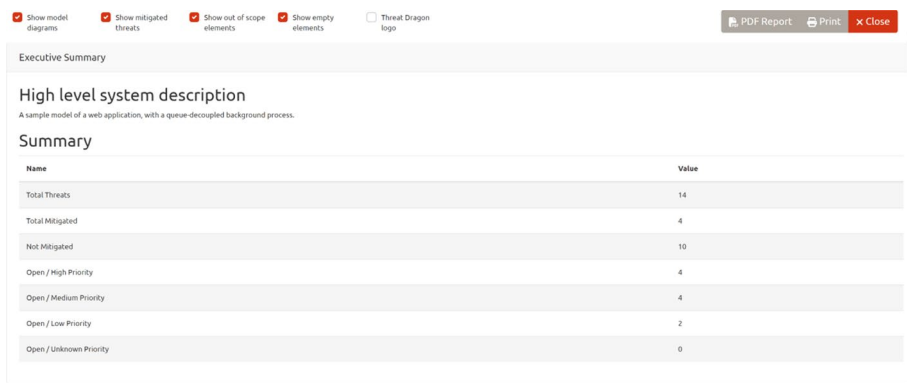 Show model diagrams
Show mitigated threats
Show out of scope elements
Show empty elements
Threat Dragon logo
PDF Report
Print
Close
Executive Summary
High level system description
A sample model of a web application, with a queue-decoupled background process.
Summary
Name Value
Total Threats 14
Total Mitigated 4
Not Mitigated 10
Open / High Priority 4
Open / Medium Priority 4
Open / Low Priority 2
Open / Unknown Priority 0